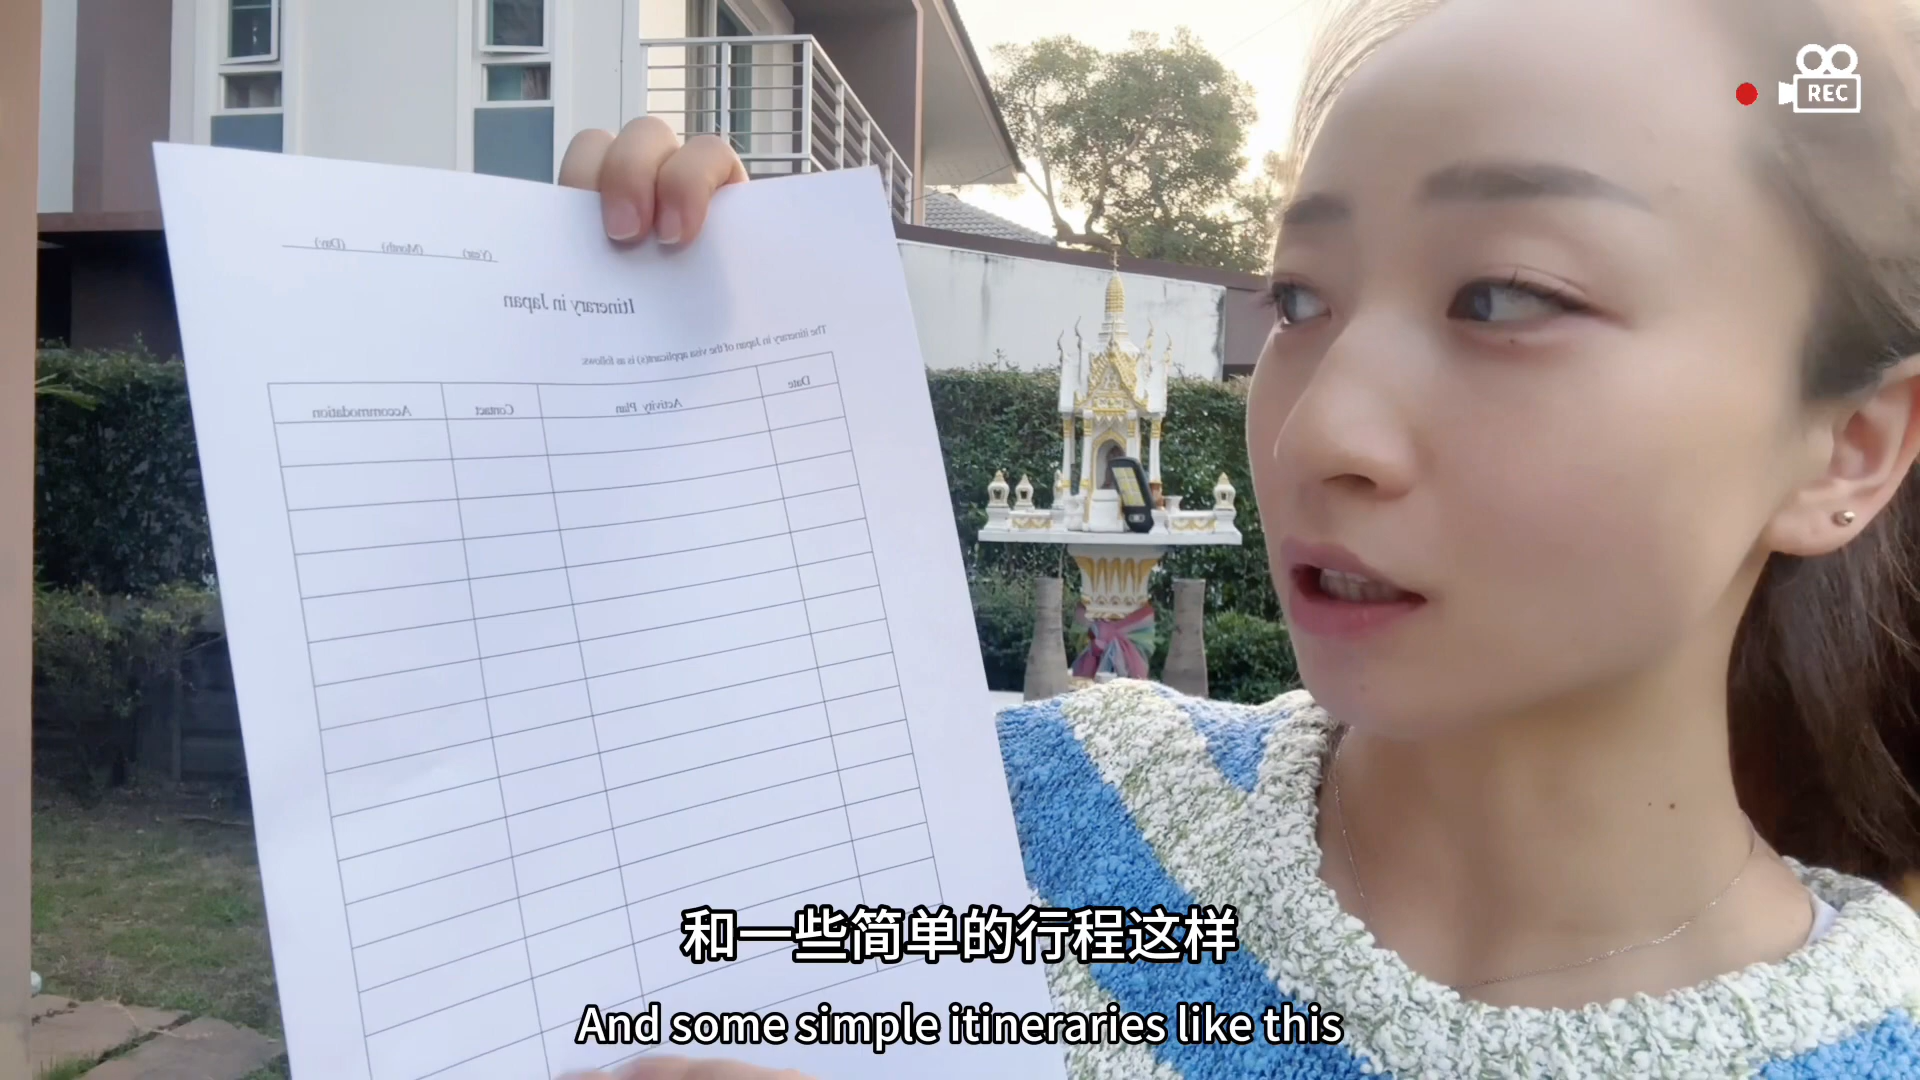 REC
(Year) (Month) (Day)
Itinerary in Japan
The itinerary in Japan of the visa applicant(s) is as follows:
Date Activity Plan Contact Accommodation
和一些简单的行程这样
And some simple itineraries like this